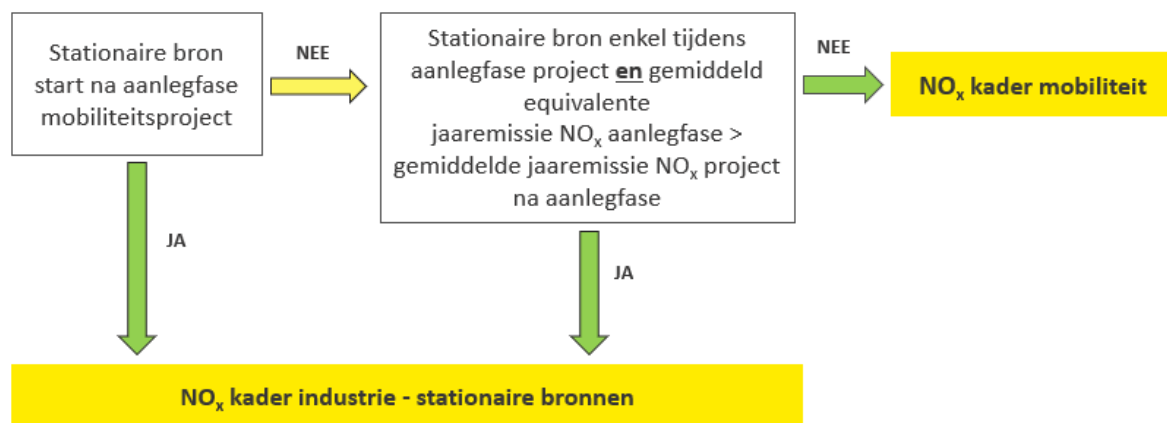 Stationaire bron
start na aanlegfase
mobiliteitsproject
NEE
Stationaire bron enkel tijdens
aanlegfase project en gemiddeld
equivalente
jaaremissie NOx aanlegfase >
gemiddelde jaaremissie NOx project
na aanlegfase
NEE
NOx kader mobiliteit
JA
JA
NOx kader industrie - stationaire bronnen